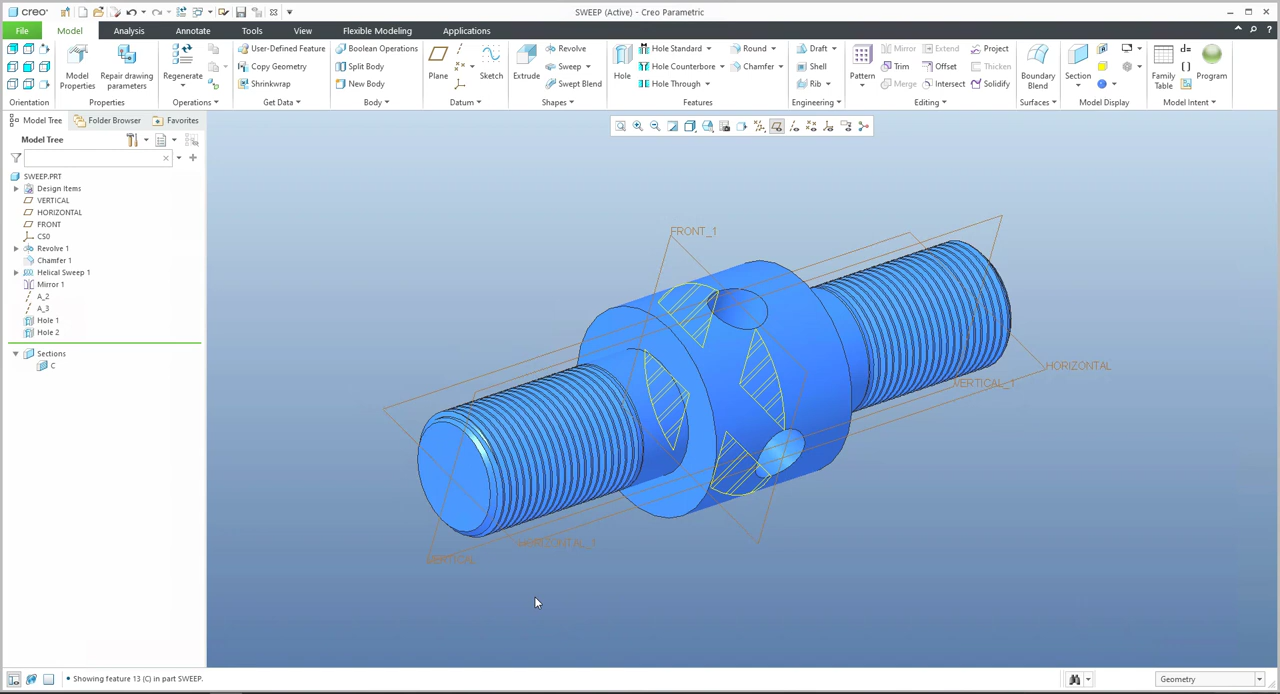 creo°
SWEEP (Active) - Creo Parametric
File
Model
Analysis
Annotate
Tools
View
Flexible Modeling
Applications
Model Properties
Repair drawing parameters
Regenerate
User-Defined Feature
Copy Geometry
Shrinkwrap
Boolean Operations
Split Body
New Body
Plane
Sketch
Extrude
Revolve
Sweep
Swept Blend
Hole
Hole Standard
Hole Counterbore
Hole Through
Round
Chamfer
Draft
Shell
Rib
Pattern
Mirror
Trim
Merge
Extend
Offset
Intersect
Project
Thicken
Solidify
Boundary Blend
Section
Family Table
Program
Orientation
Properties
Operations
Get Data
Body
Datum
Shapes
Features
Engineering
Editing
Surfaces
Model Display
Model Intent
Model Tree
Folder Browser
Favorites
Model Tree
SWEEP.PRT
Design Items
VERTICAL
HORIZONTAL
FRONT
CS0
Revolve 1
Chamfer 1
Helical Sweep 1
Mirror 1
A_2
A_3
Hole 1
Hole 2
Sections
C
FRONT_1
HORIZONTAL
VERTICAL_1
HORIZONTAL_1
VERTICAL
Showing feature 13 (C) in part SWEEP.
Geometry